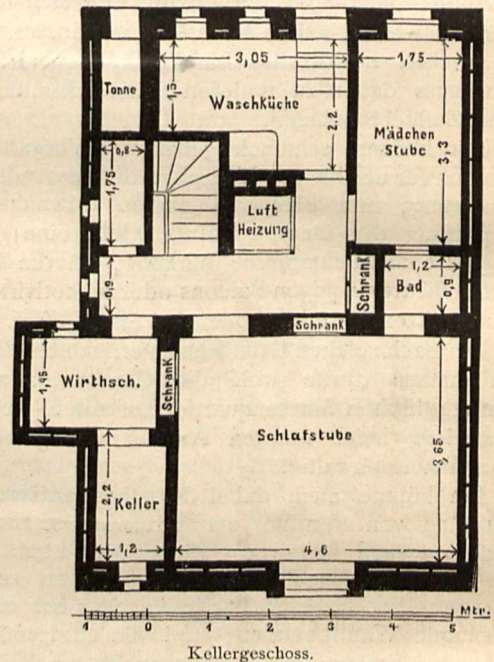 3,05
1,75
Tonne
1,5
Waschküche
2,2
Mädchen
Stube
3,3
0,8
1,75
Luft
Heizung
0,9
Schrank
1,2
Bad
0,9
Schrank
Wirthsch.
1,95
Schrank
Schlafstube
3,65
2,2
Keller
1,2
4,6
1 0 1 2 3 4 5 Mtr.
Kellergeschoss.